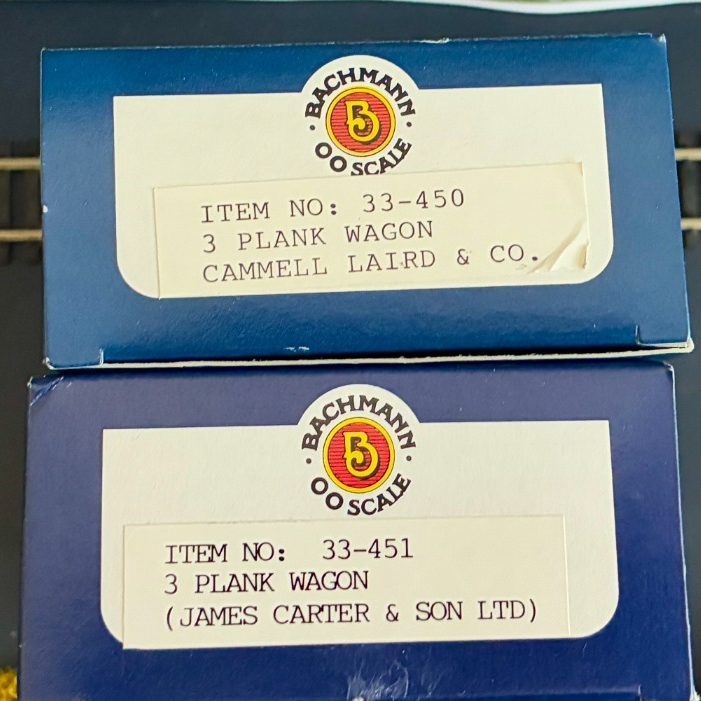 BACHMANN
B
OO SCALE
ITEM NO: 33-450
3 PLANK WAGON
CAMMELL LAIRD & CO.
BACHMANN
B
OO SCALE
ITEM NO: 33-451
3 PLANK WAGON
(JAMES CARTER & SON LTD)